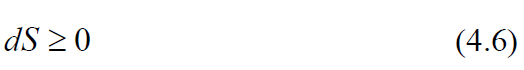 dS ≥ 0 (4.6)